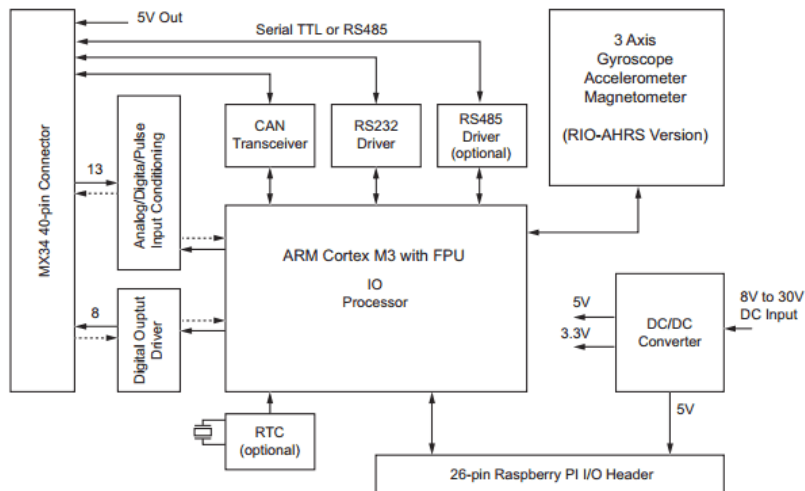 5V Out
Serial TTL or RS485
3 Axis
Gyroscope
Accelerometer
Magnetometer
(RIO-AHRS Version)
MX34 40-pin Connector
13
Analog/Digita/Pulse
Input Conditioning
CAN
Transceiver
RS232
Driver
RS485
Driver
(optional)
ARM Cortex M3 with FPU
IO
Processor
8
Digital Ouptut
Driver
5V
3.3V
DC/DC
Converter
8V to 30V
DC Input
5V
RTC
(optional)
26-pin Raspberry PI I/O Header